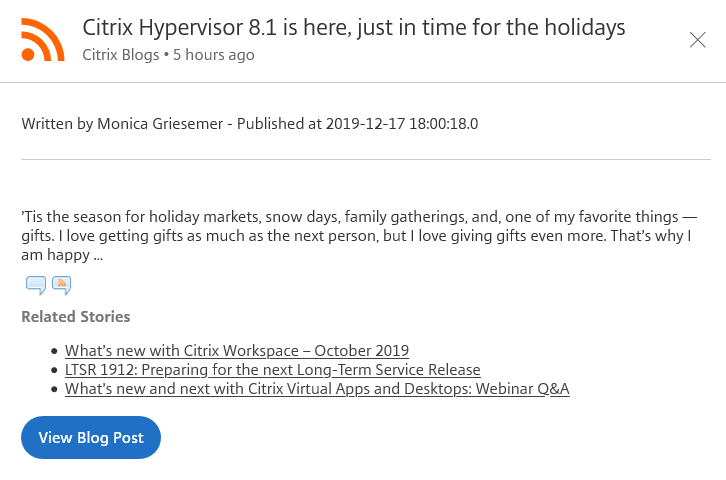 Citrix Hypervisor 8.1 is here, just in time for the holidays
Citrix Blogs • 5 hours ago
Written by Monica Griesemer - Published at 2019-12-17 18:00:18.0
’Tis the season for holiday markets, snow days, family gatherings, and, one of my favorite things —
gifts. I love getting gifts as much as the next person, but I love giving gifts even more. That’s why I
am happy ...
Related Stories
• What’s new with Citrix Workspace – October 2019
• LTSR 1912: Preparing for the next Long-Term Service Release
• What’s new and next with Citrix Virtual Apps and Desktops: Webinar Q&A
View Blog Post